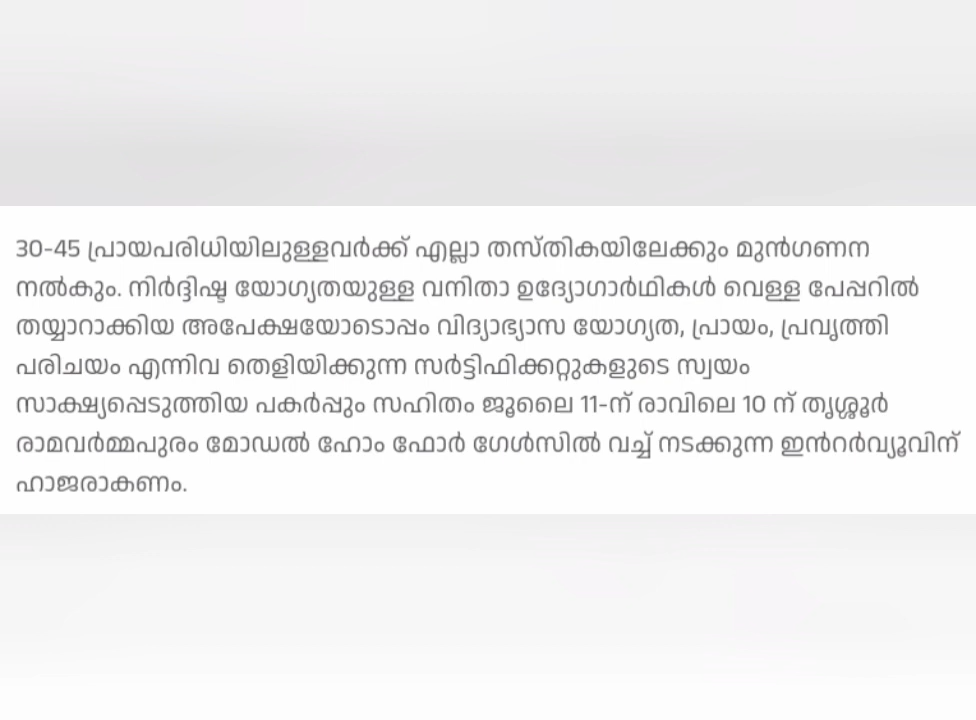 30-45 പ്രായപരിധിയിലുള്ളവർക്ക് എല്ലാ തസ്തികയിലേക്കും മുൻഗണന
നൽകും. നിർദ്ദിഷ്ട യോഗ്യതയുള്ള വനിതാ ഉദ്യോഗാർഥികൾ വെള്ള പേപ്പറിൽ
തയ്യാറാക്കിയ അപേക്ഷയോടൊപ്പം വിദ്യാഭ്യാസ യോഗ്യത, പ്രായം, പ്രവൃത്തി
പരിചയം എന്നിവ തെളിയിക്കുന്ന സർട്ടിഫിക്കറ്റുകളുടെ സ്വയം
സാക്ഷ്യപ്പെടുത്തിയ പകർപ്പും സഹിതം ജൂലൈ 11-ന് രാവിലെ 10 ന് തൃശ്ശൂർ
രാമവർമ്മപുരം മോഡൽ ഹോം ഫോർ ഗേൾസിൽ വച്ച് നടക്കുന്ന ഇൻറർവ്യൂവിന്
ഹാജരാകണം.